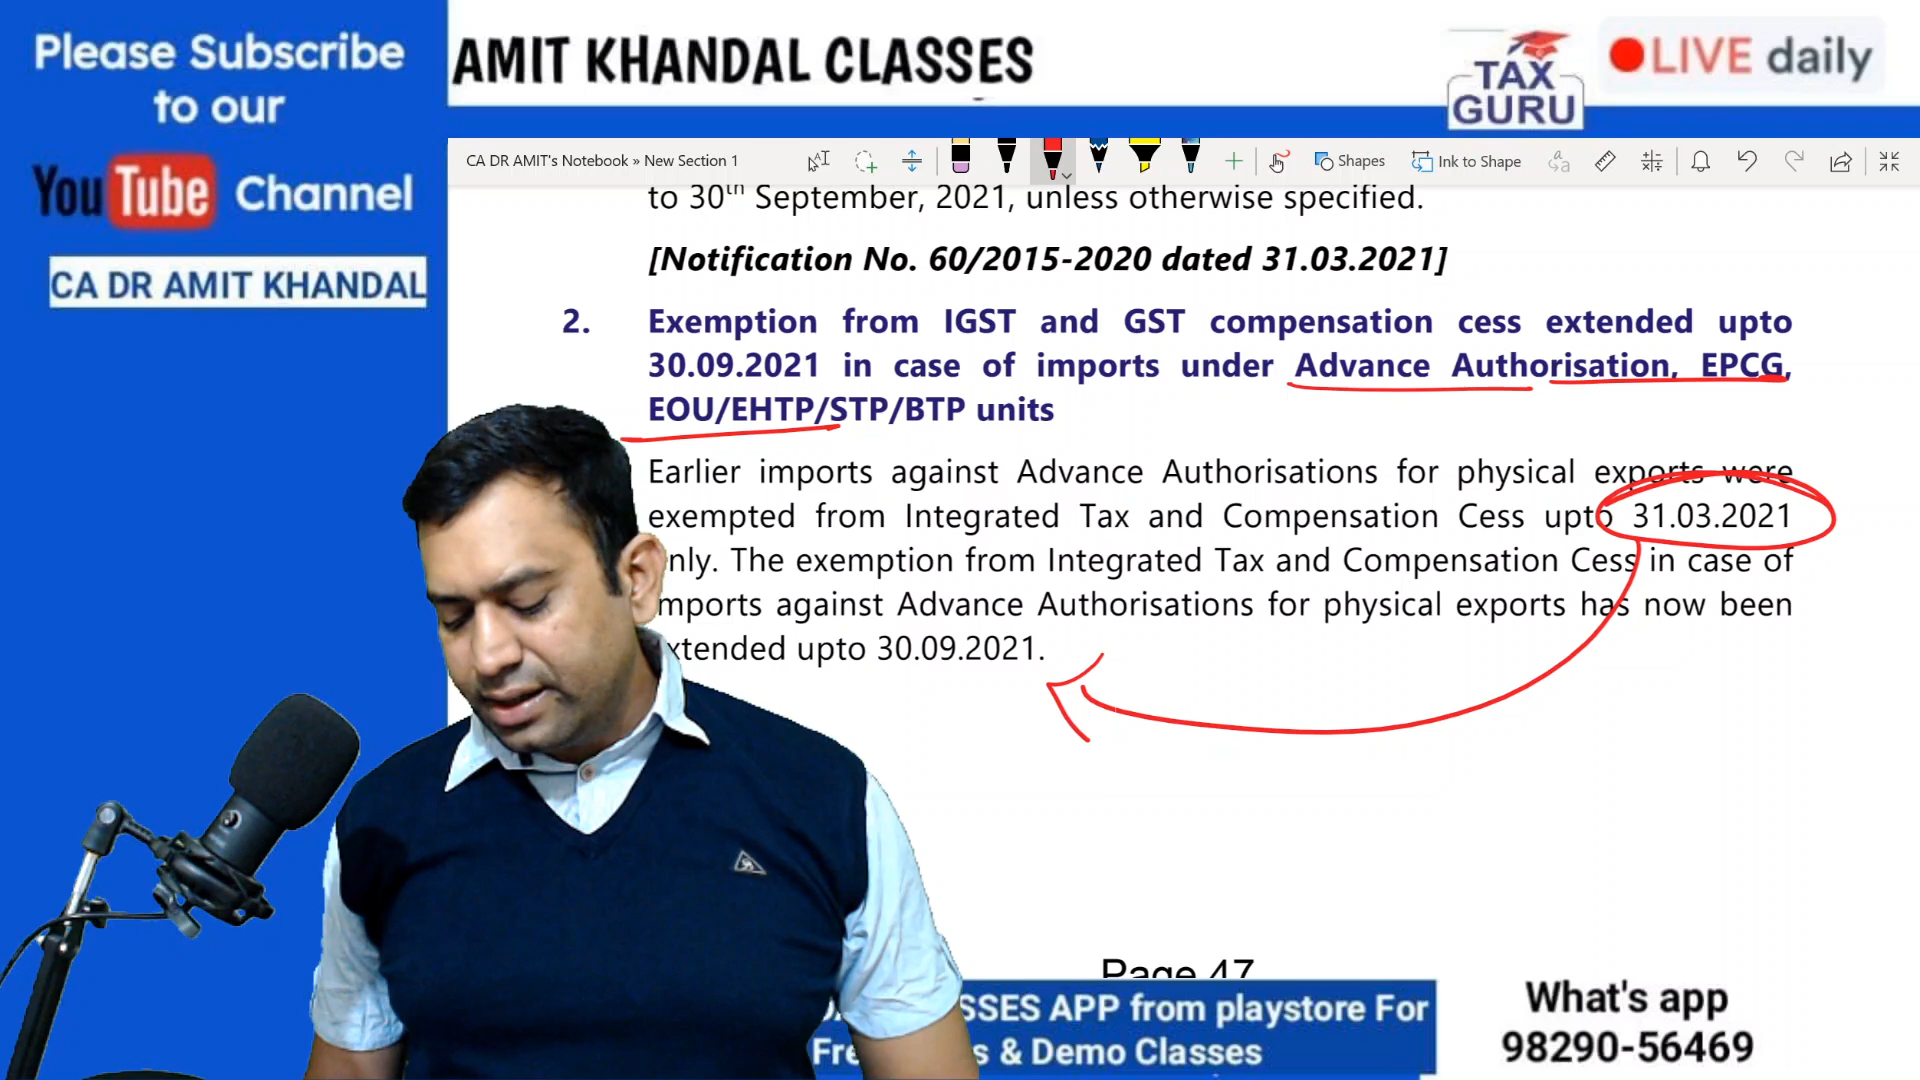 Please Subscribe
to our
YouTube Channel
CA DR AMIT KHANDAL
AMIT KHANDAL CLASSES
TAX
GURU
LIVE daily
CA DR AMIT's Notebook » New Section 1
Shapes
Ink to Shape
to 30th September, 2021, unless otherwise specified.
[Notification No. 60/2015-2020 dated 31.03.2021]
2. Exemption from IGST and GST compensation cess extended upto
30.09.2021 in case of imports under Advance Authorisation, EPCG,
EOU/EHTP/STP/BTP units
Earlier imports against Advance Authorisations for physical exports were
exempted from Integrated Tax and Compensation Cess upto 31.03.2021
nly. The exemption from Integrated Tax and Compensation Cess in case of
mports against Advance Authorisations for physical exports has now been
xtended upto 30.09.2021.
Page 47
SSES APP from playstore For
Fre s & Demo Classes
What's app
98290-56469